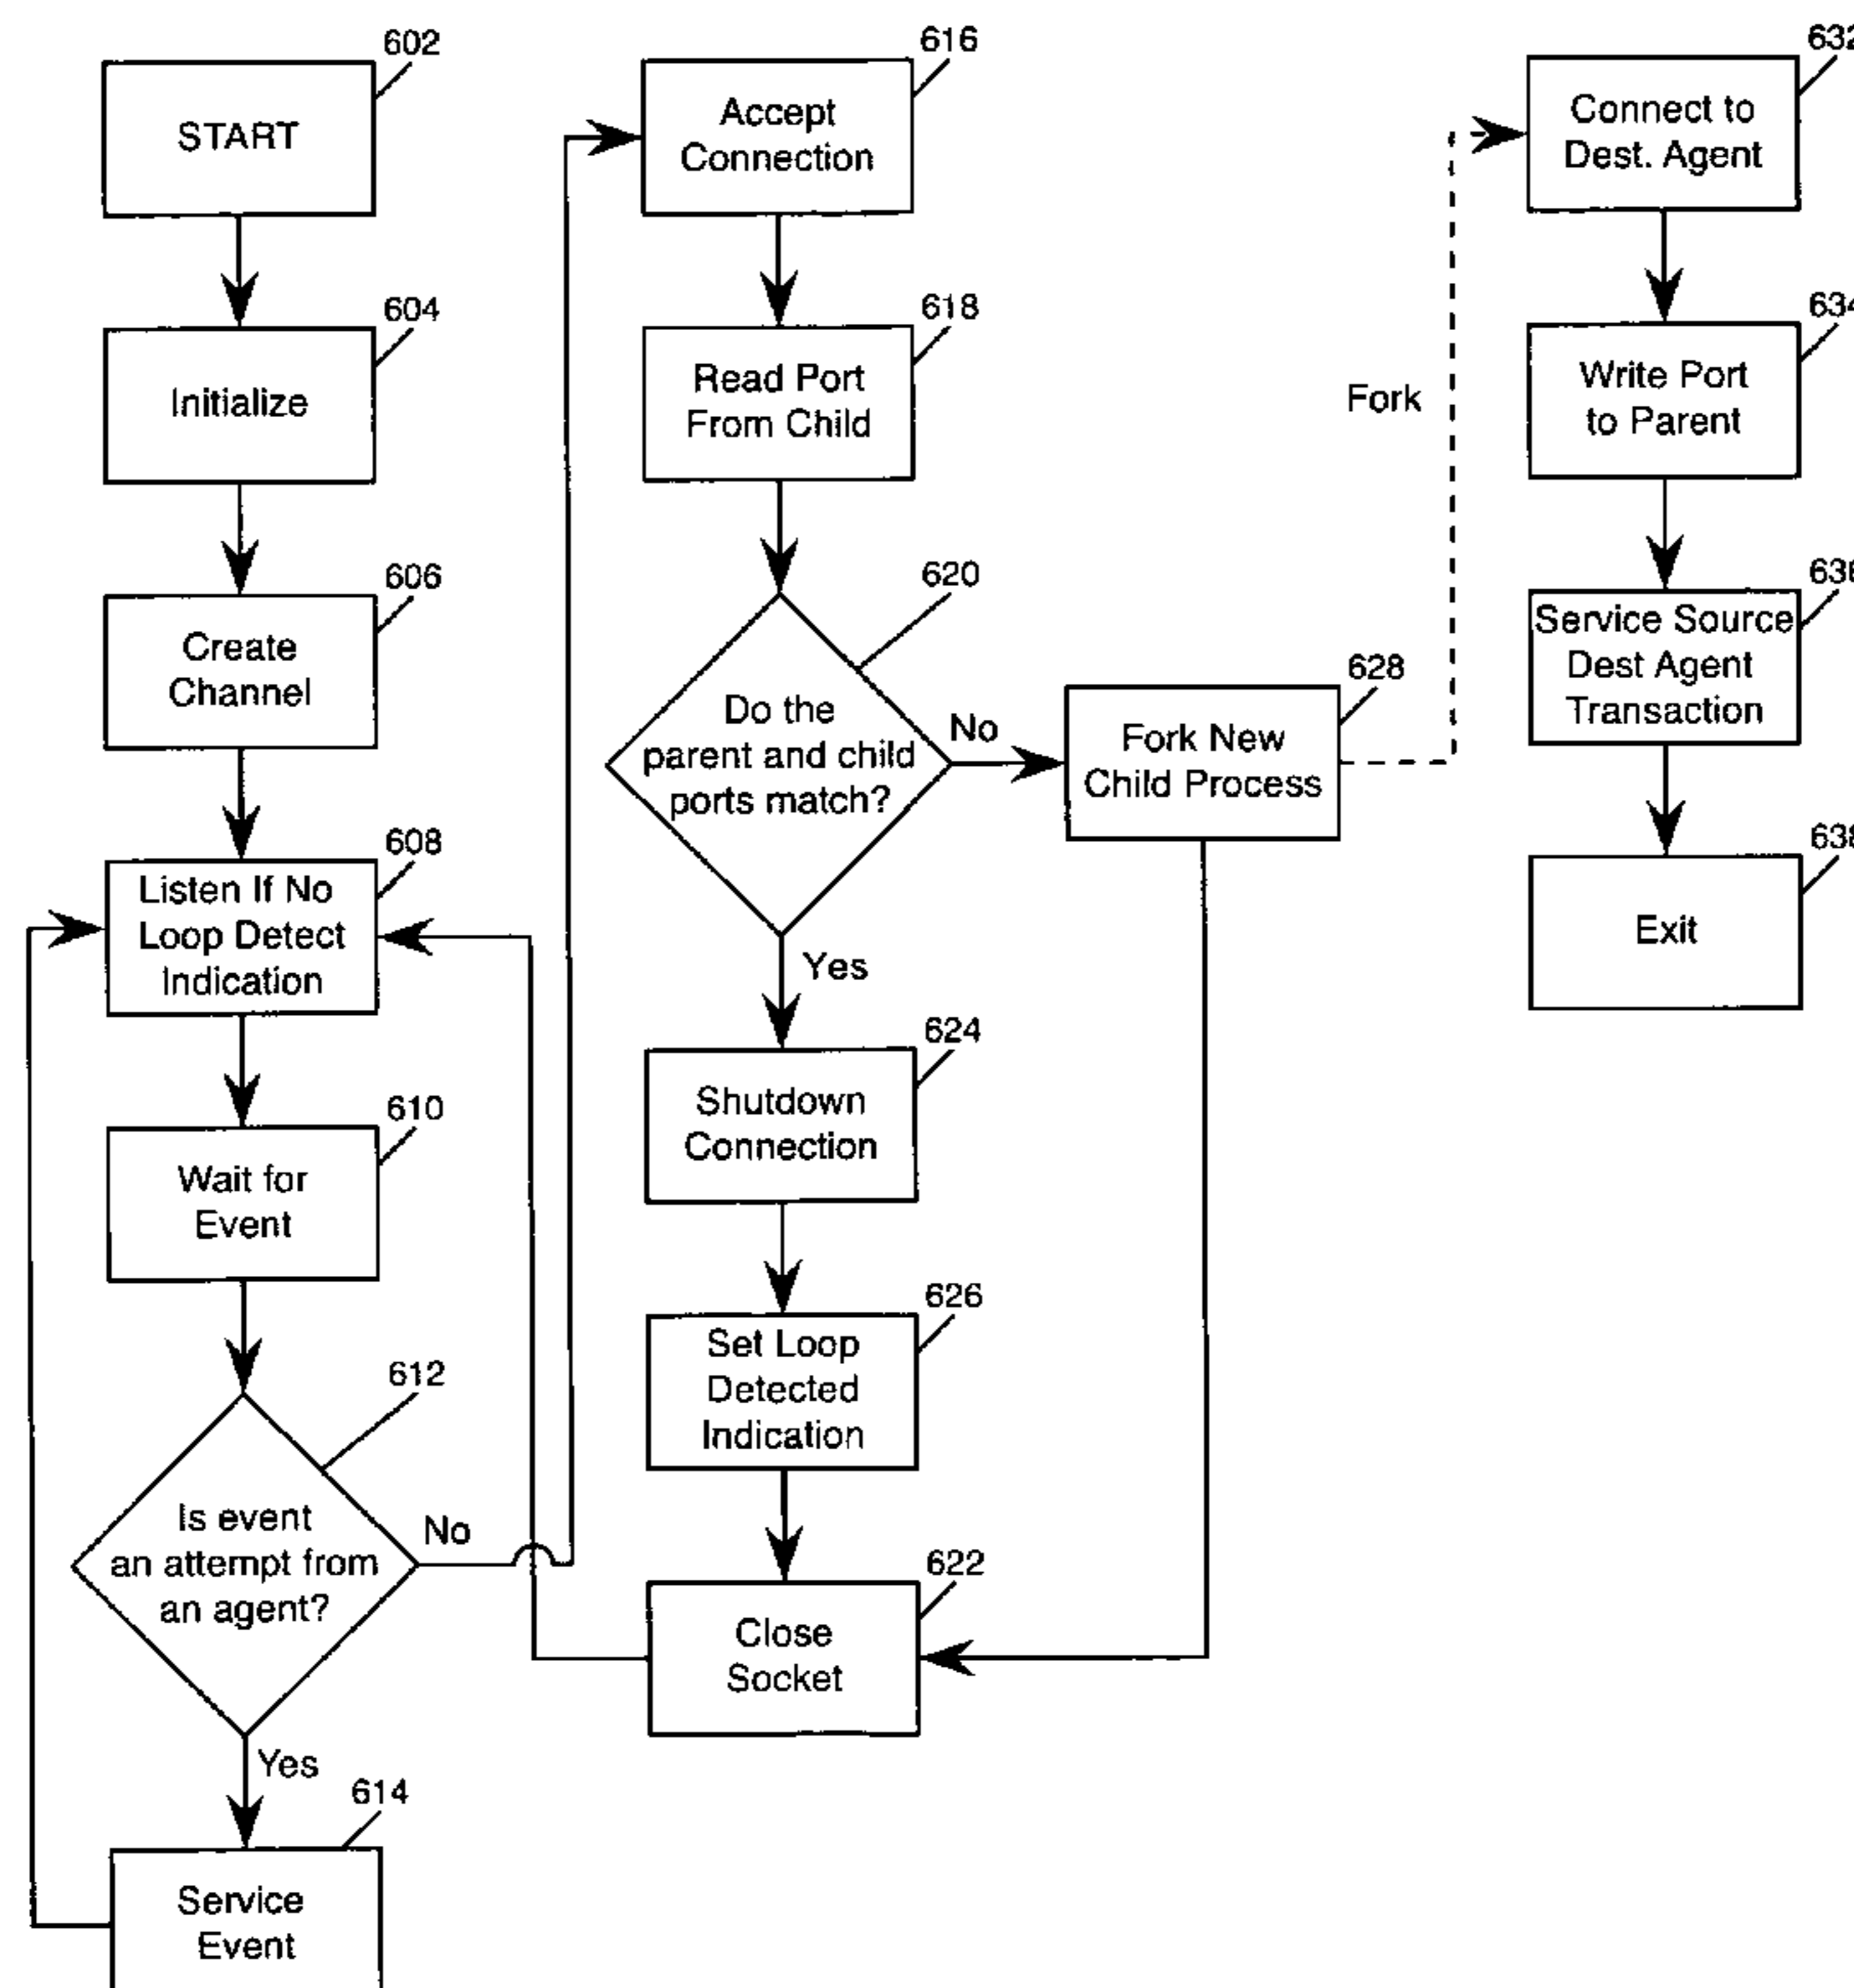 602
START
604
Initialize
606
Create
Channel
608
Listen If No
Loop Detect
Indication
610
Wait for
Event
612
Is event
an attempt from
an agent?
No
Yes
614
Service
Event
616
Accept
Connection
618
Read Port
From Child
620
Do the
parent and child
ports match?
No
Yes
628
Fork New
Child Process
624
Shutdown
Connection
626
Set Loop
Detected
Indication
622
Close
Socket
Fork
632
Connect to
Dest. Agent
634
Write Port
to Parent
636
Service Source
Dest Agent
Transaction
638
Exit